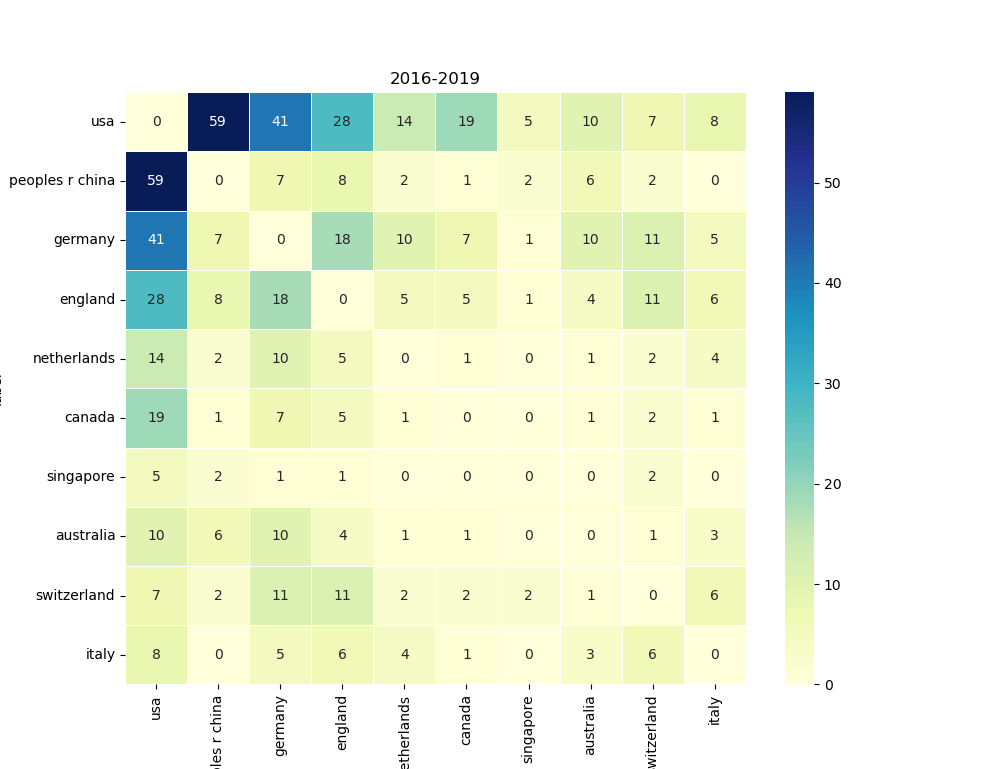 2016-2019
usa 0 59 41 28 14 19 5 10 7 8
peoples r china 59 0 7 8 2 1 2 6 2 0
germany 41 7 0 18 10 7 1 10 11 5
england 28 8 18 0 5 5 1 4 11 6
netherlands 14 2 10 5 0 1 0 1 2 4
canada 19 1 7 5 1 0 0 1 2 1
singapore 5 2 1 1 0 0 0 0 2 0
australia 10 6 10 4 1 1 0 0 1 3
switzerland 7 2 11 11 2 2 2 1 0 6
italy 8 0 5 6 4 1 0 3 6 0
usa
ples r china
germany
england
etherlands
canada
singapore
australia
witzerland
italy
50
40
30
20
10
0